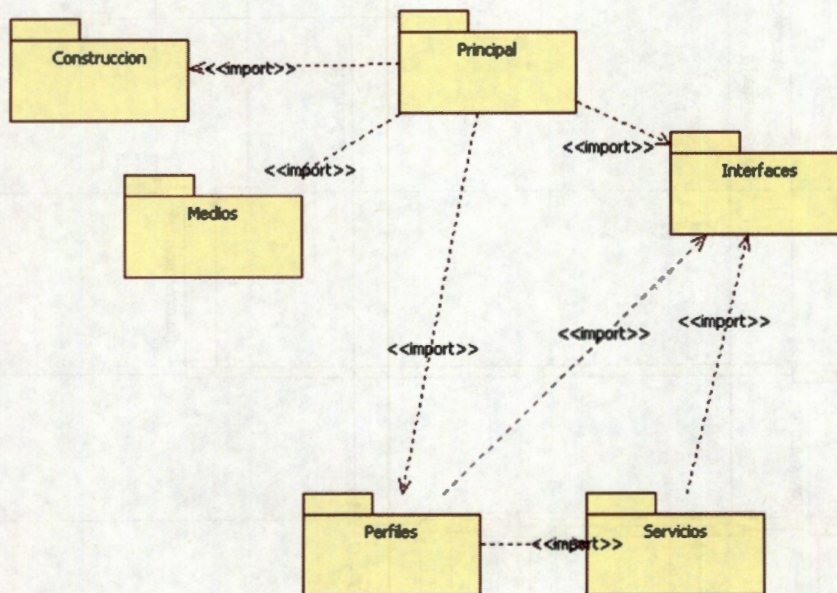 Construccion
<<import>>
Principal
<<import>>
<<import>>
Interfaces
Medios
<<import>>
<<import>>
<<import>>
Perfiles
<<import>>
Servicios